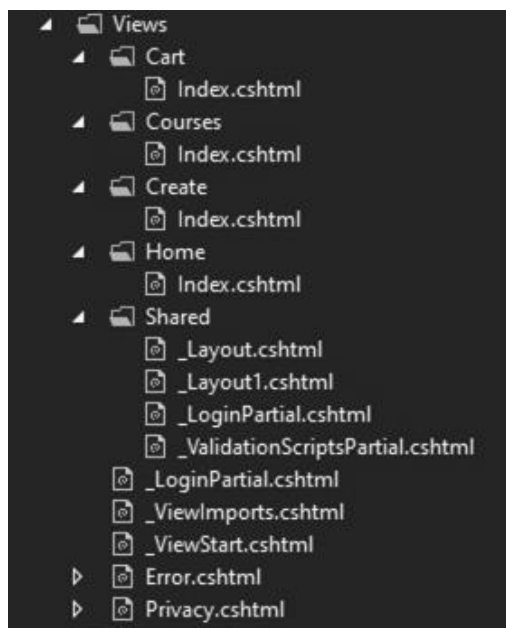 Views
Cart
Index.cshtml
Courses
Index.cshtml
Create
Index.cshtml
Home
Index.cshtml
Shared
_Layout.cshtml
_Layout1.cshtml
_LoginPartial.cshtml
_ValidationScriptsPartial.cshtml
_LoginPartial.cshtml
_ViewImports.cshtml
_ViewStart.cshtml
Error.cshtml
Privacy.cshtml